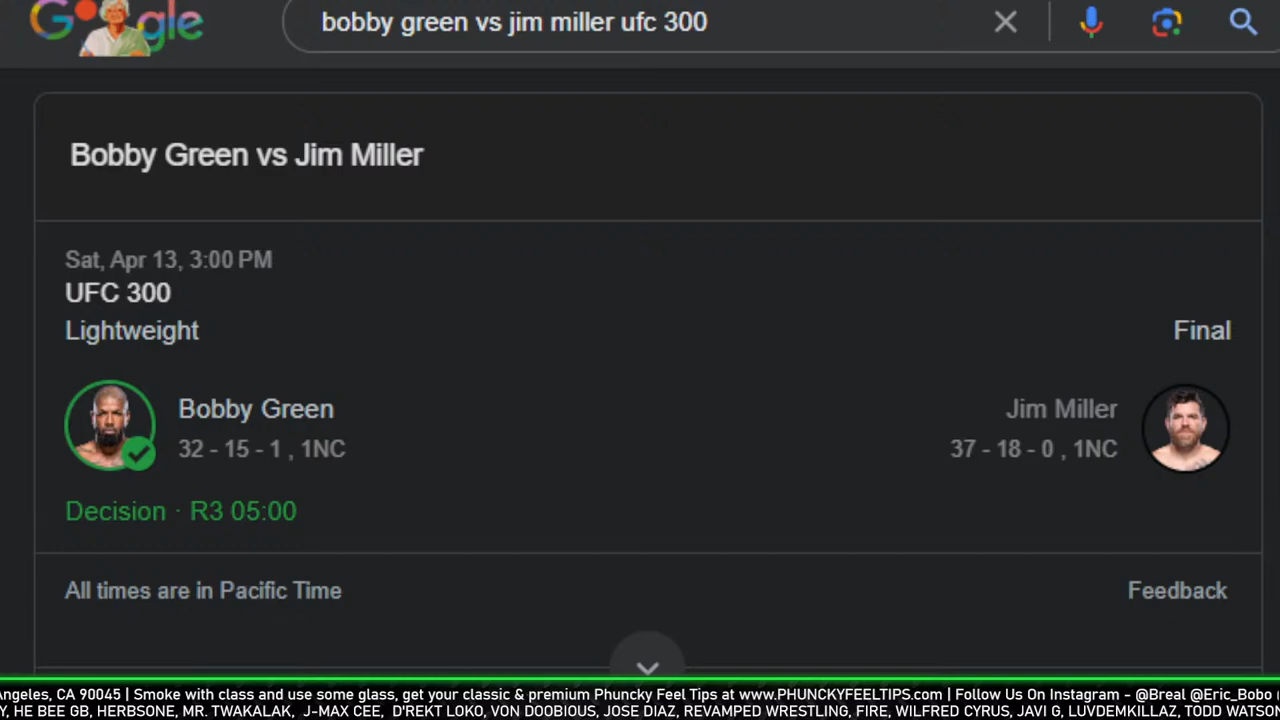 Google
bobby green vs jim miller ufc 300
Bobby Green vs Jim Miller
Sat, Apr 13, 3:00 PM
UFC 300
Lightweight
Final
Bobby Green
32 - 15 - 1 , 1NC
Jim Miller
37 - 18 - 0 , 1NC
Decision · R3 05:00
All times are in Pacific Time
Feedback
Angeles, CA 90045 | Smoke with class and use some glass, get your classic & premium Phuncky Feel Tips at www.PHUNCKYFEELTIPS.com | Follow Us On Instagram - @Breal @Eric_Bobo
Y, HE BEE GB, HERBSONE, MR. TWAKALAK, J-MAX CEE, D'REKT LOKO, VON DOOBIOUS, JOSE DIAZ, REVAMPED WRESTLING, FIRE, WILFRED CYRUS, JAVI G, LUVDEMKILLAZ, TODD WATSON